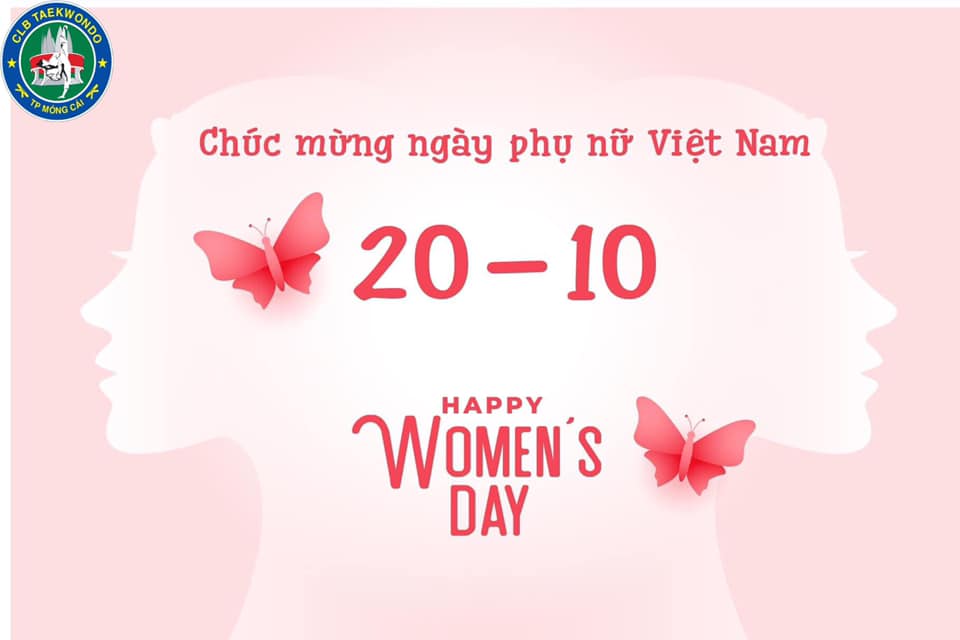 CLB TAEKWONDO
TP MÓNG CÁI
Chúc mừng ngày phụ nữ Việt Nam
20 – 10
HAPPY
WOMEN'S
DAY